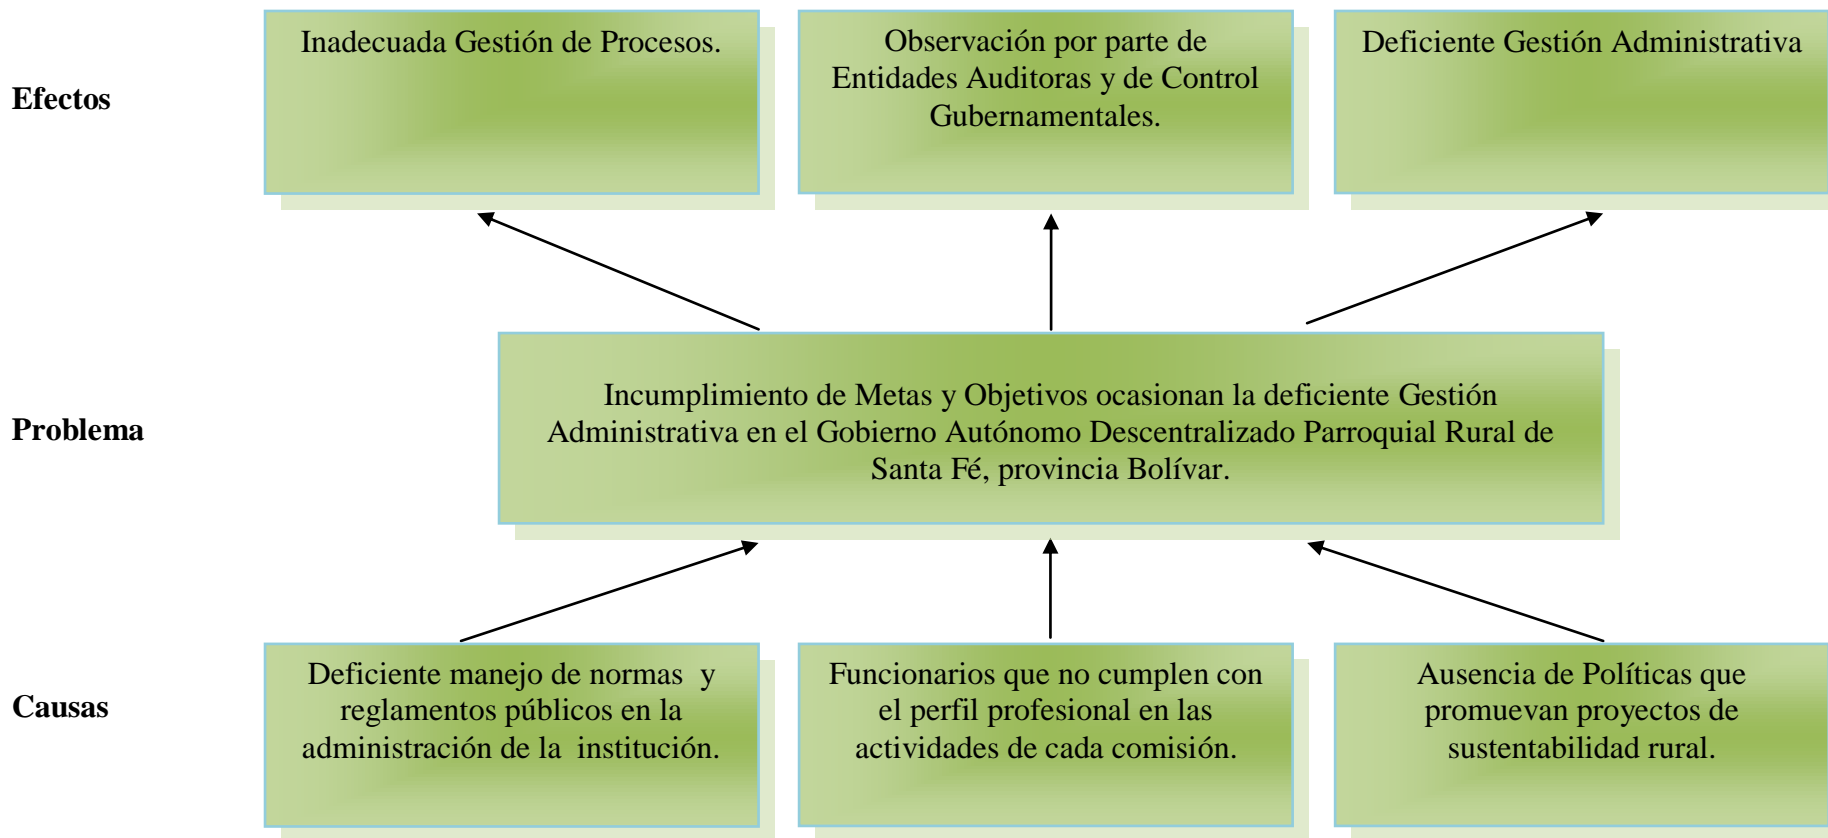 Efectos
Inadecuada Gestión de Procesos.
Observación por parte de
Entidades Auditoras y de Control
Gubernamentales.
Deficiente Gestión Administrativa
Problema
Incumplimiento de Metas y Objetivos ocasionan la deficiente Gestión
Administrativa en el Gobierno Autónomo Descentralizado Parroquial Rural de
Santa Fé, provincia Bolívar.
Causas
Deficiente manejo de normas  y
reglamentos públicos en la
administración de la  institución.
Funcionarios que no cumplen con
el perfil profesional en las
actividades de cada comisión.
Ausencia de Políticas que
promuevan proyectos de
sustentabilidad rural.